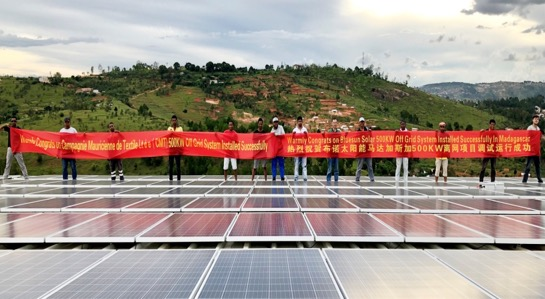 Warmly Congrats on Compagnie Mauricienne de Textile Ltée (CMT) 500KW Off Grid System Installed Successfully
Warmly Congrats on Solar 500KW Off Grid System Installed Successfully in Madagascar
热烈祝贺 太阳能马达加斯加500KW离网项目调试运行成功